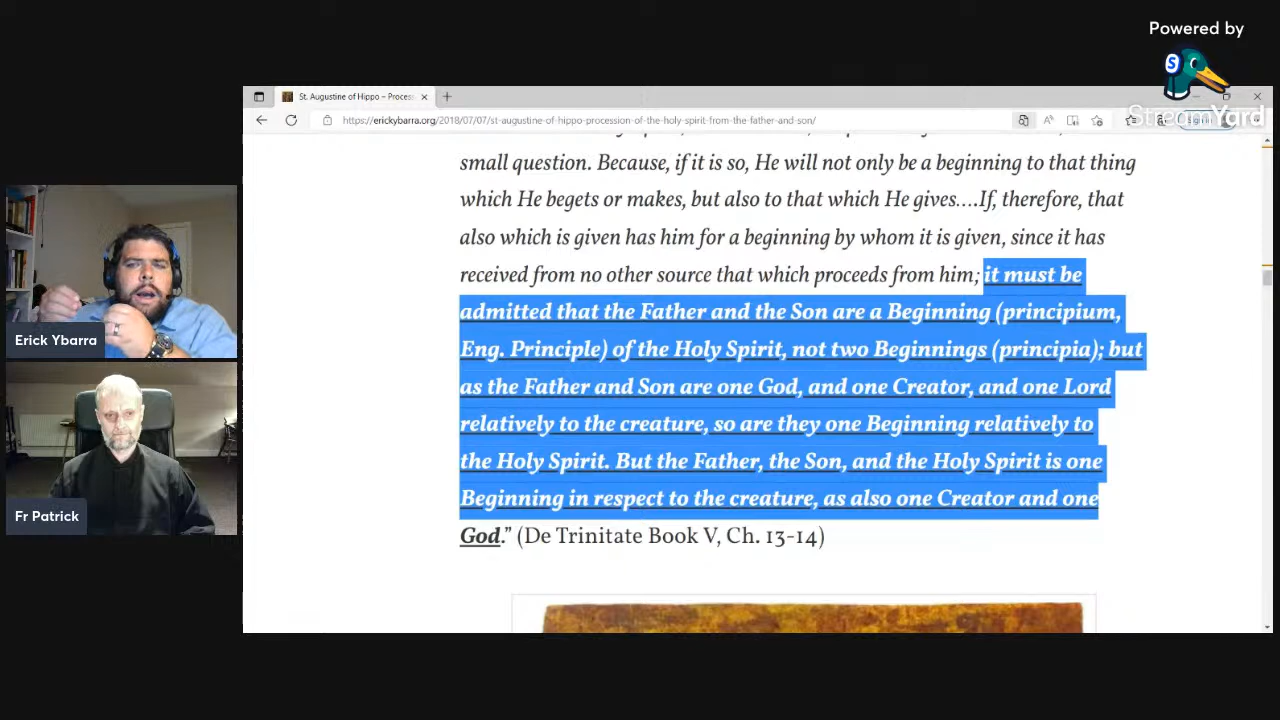 Powered by
StreamYard
St. Augustine of Hippo – Proces
https://erickybarra.org/2018/07/07/st-augustine-of-hippo-procession-of-the-holy-spirit-from-the-father-and-son/
small question. Because, if it is so, He will not only be a beginning to that thing
which He begets or makes, but also to that which He gives….If, therefore, that
also which is given has him for a beginning by whom it is given, since it has
received from no other source that which proceeds from him; it must be
admitted that the Father and the Son are a Beginning (principium,
Eng. Principle) of the Holy Spirit, not two Beginnings (principia); but
as the Father and Son are one God, and one Creator, and one Lord
relatively to the creature, so are they one Beginning relatively to
the Holy Spirit. But the Father, the Son, and the Holy Spirit is one
Beginning in respect to the creature, as also one Creator and one
God.” (De Trinitate Book V, Ch. 13-14)
Erick Ybarra
Fr Patrick